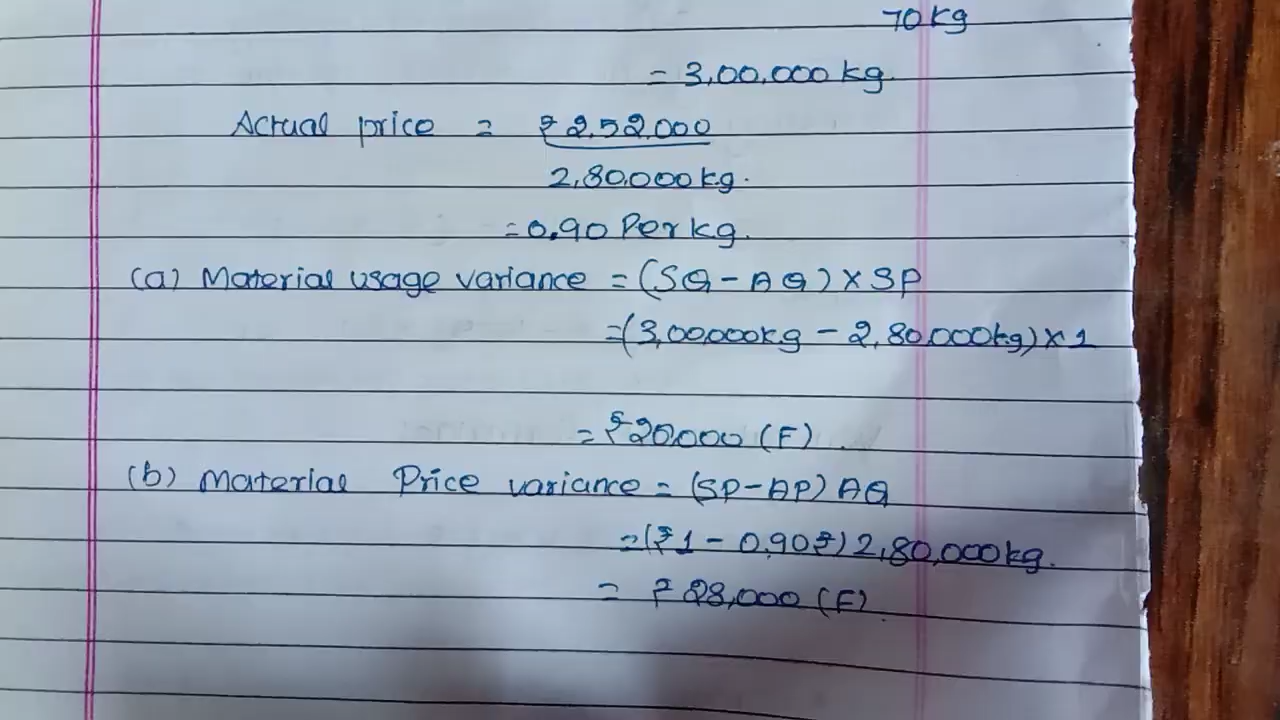 70 kg
= 3,00,000 kg.
Actual price = ₹ 2,52,000
2,80,000 kg.
= 0.90 Per kg.
(a) Material usage variance = (SQ - AQ) X SP
= (3,00,000kg - 2,80,000kg) X 1
= ₹20,000 (F)
(b) Material Price variance = (SP - AP) AQ
= (₹1 - 0.90₹) 2,80,000 kg.
= ₹ 28,000 (F)